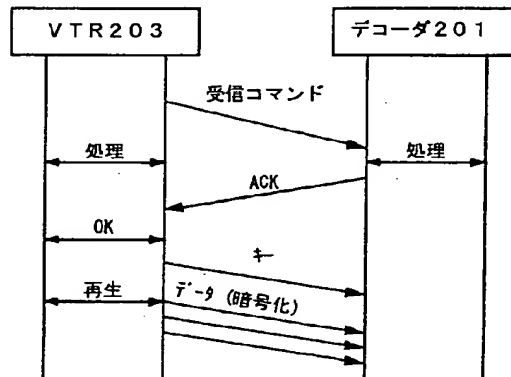 VTR203
デコーダ201
受信コマンド
処理
処理
ACK
OK
キー
再生
データ (暗号化)